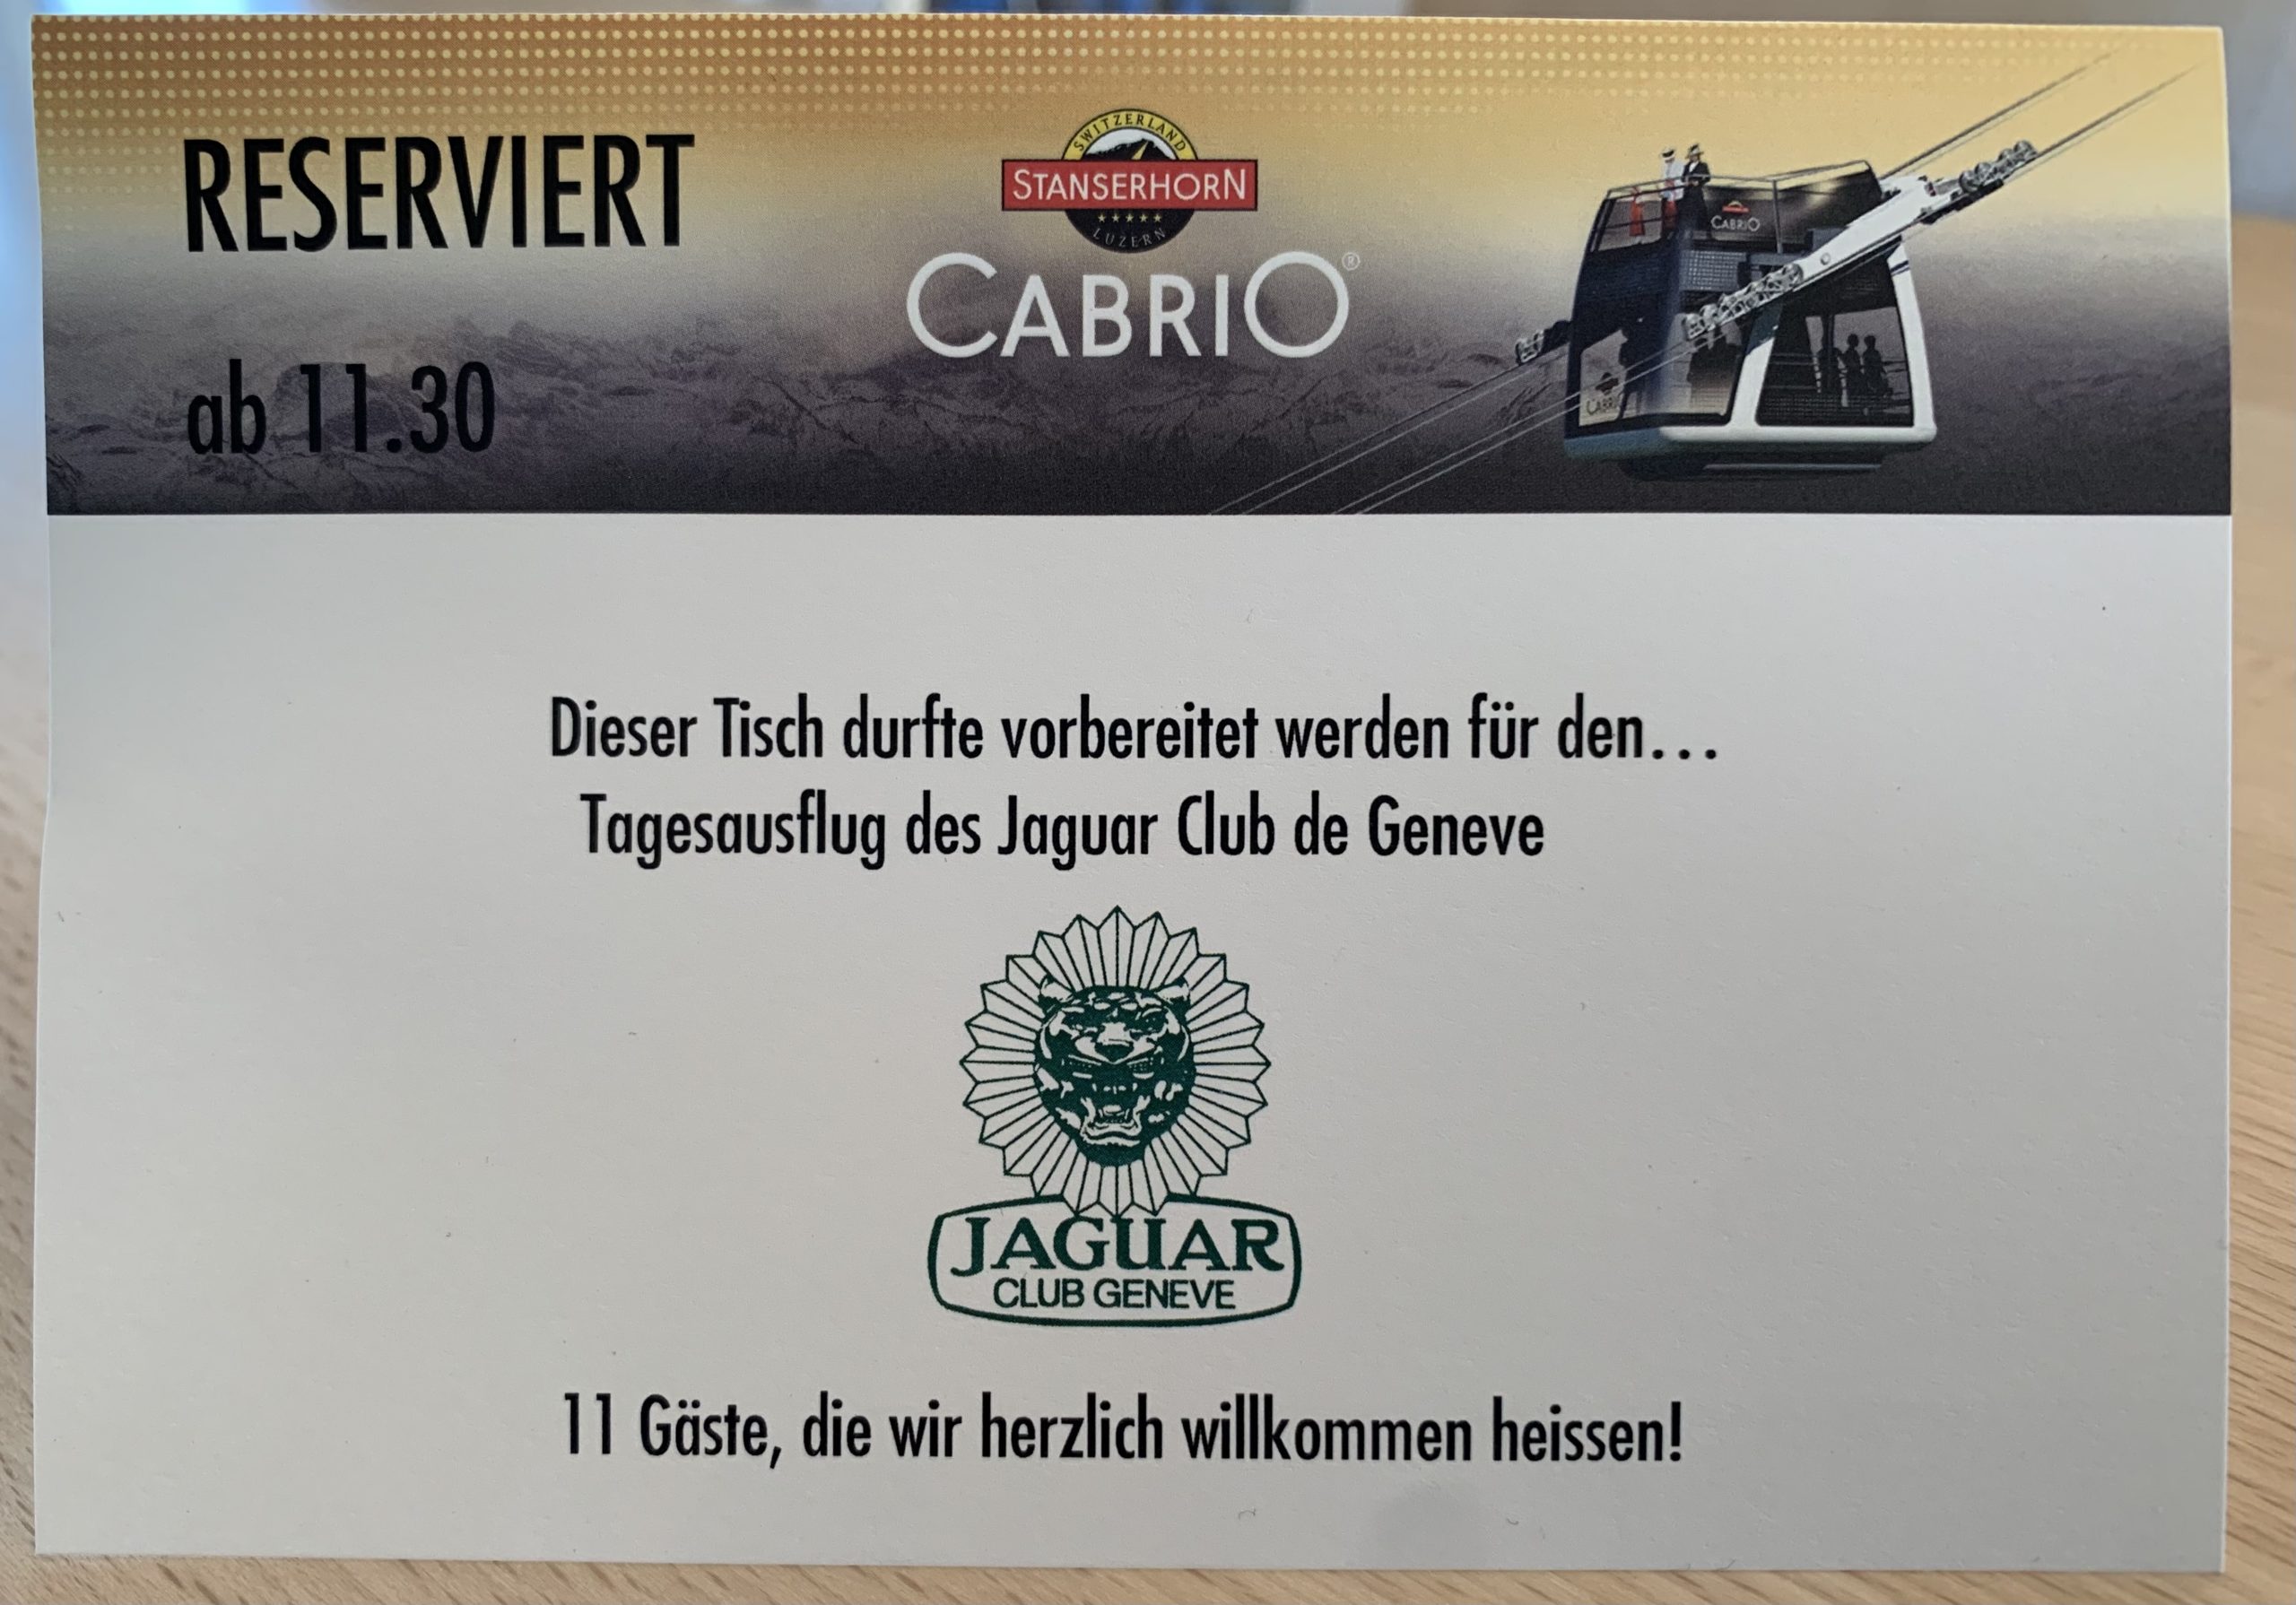 RESERVIERT
ab 11.30
SWITZERLAND
STANSERHORN
LUZERN
CABRIO®
CABRIO
CABRIO
Dieser Tisch durfte vorbereitet werden für den...
Tagesausflug des Jaguar Club de Geneve
JAGUAR
CLUB GENEVE
11 Gäste, die wir herzlich willkommen heissen!